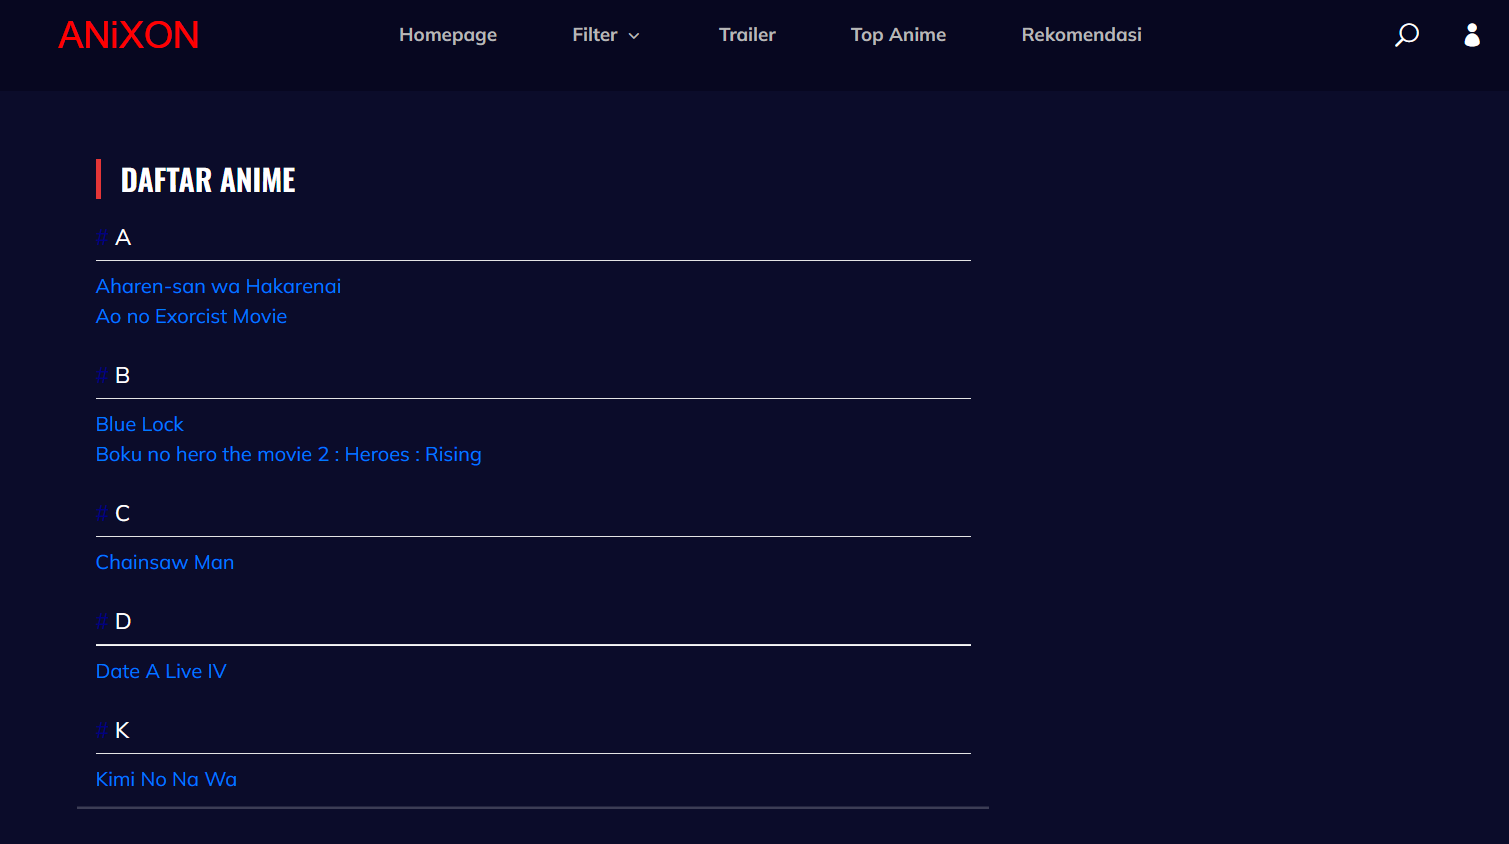 ANiXON
Homepage
Filter
Trailer
Top Anime
Rekomendasi
DAFTAR ANIME
# A
Aharen-san wa Hakarenai
Ao no Exorcist Movie
# B
Blue Lock
Boku no hero the movie 2 : Heroes : Rising
# C
Chainsaw Man
# D
Date A Live IV
# K
Kimi No Na Wa